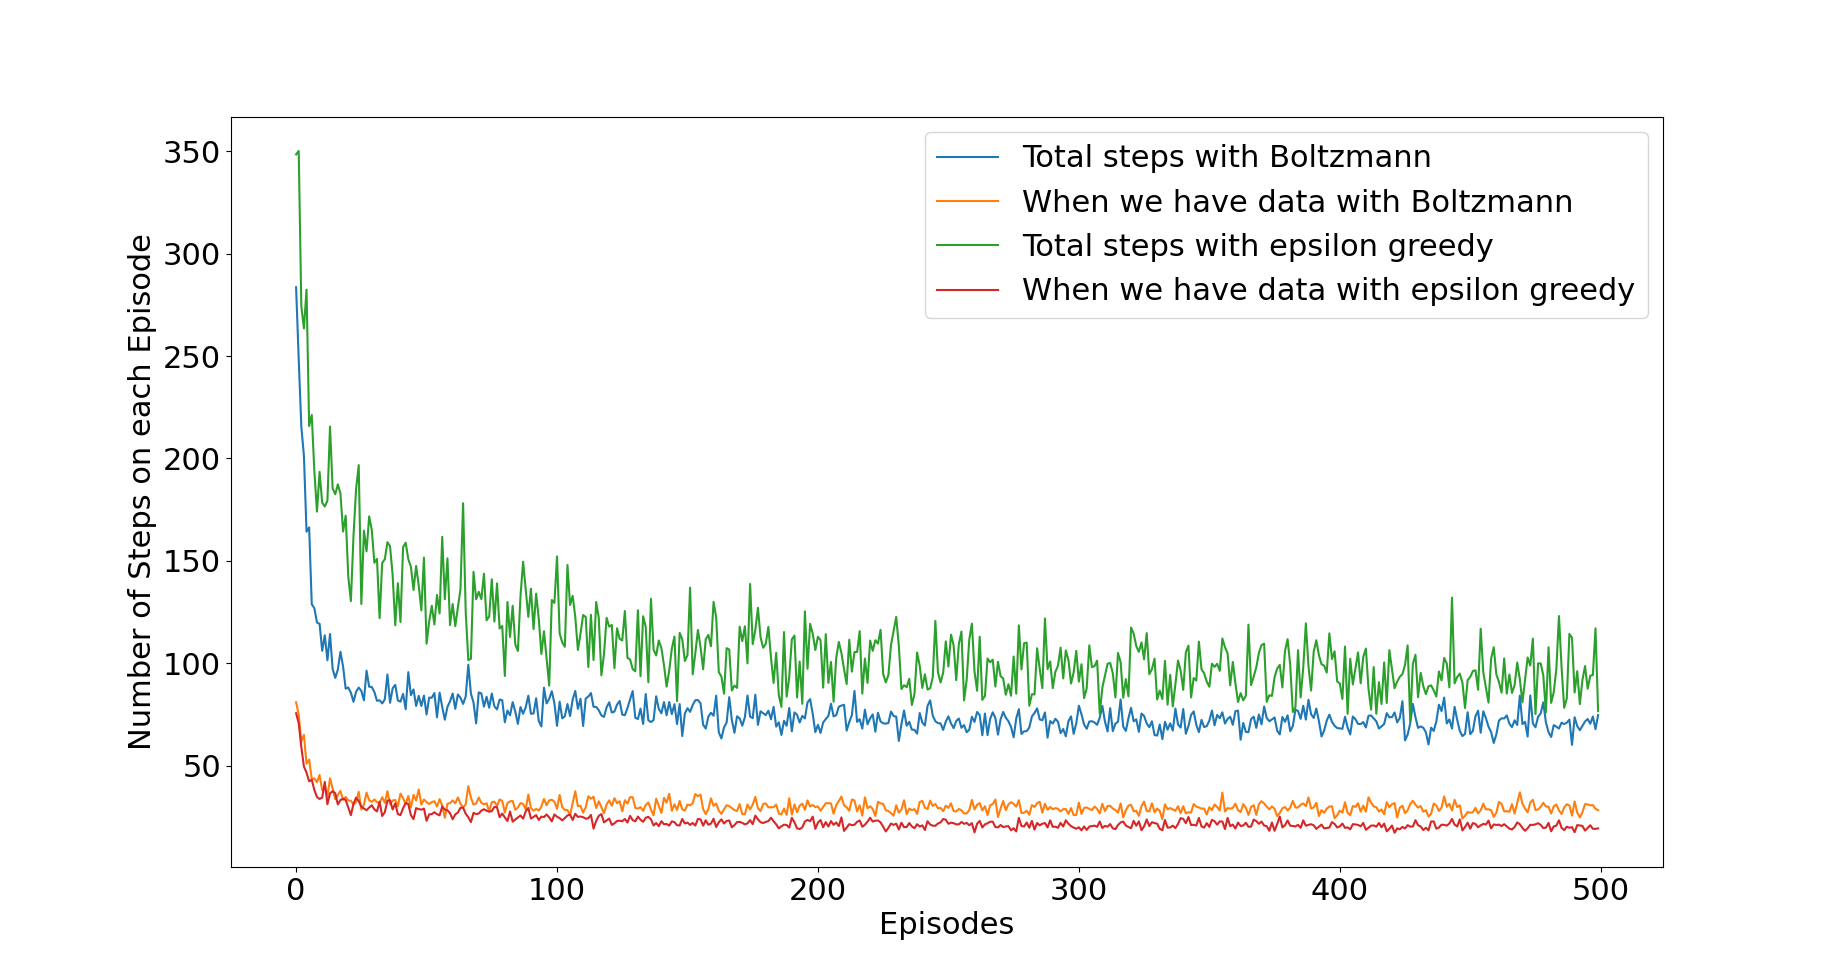 350
300
250
200
150
100
50
Number of Steps on each Episode
Total steps with Boltzmann
When we have data with Boltzmann
Total steps with epsilon greedy
When we have data with epsilon greedy
0 100 200 300 400 500
Episodes